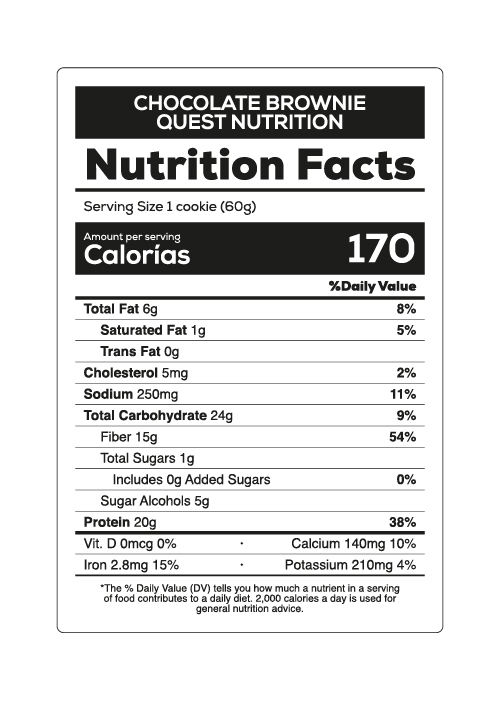 CHOCOLATE BROWNIE
QUEST NUTRITION
Nutrition Facts
Serving Size 1 cookie (60g)
Amount per serving
Calorías 170
%Daily Value
Total Fat 6g 8%
Saturated Fat 1g 5%
Trans Fat 0g
Cholesterol 5mg 2%
Sodium 250mg 11%
Total Carbohydrate 24g 9%
Fiber 15g 54%
Total Sugars 1g
Includes 0g Added Sugars 0%
Sugar Alcohols 5g
Protein 20g 38%
Vit. D 0mcg 0% · Calcium 140mg 10%
Iron 2.8mg 15% · Potassium 210mg 4%
*The % Daily Value (DV) tells you how much a nutrient in a serving
of food contributes to a daily diet. 2,000 calories a day is used for
general nutrition advice.